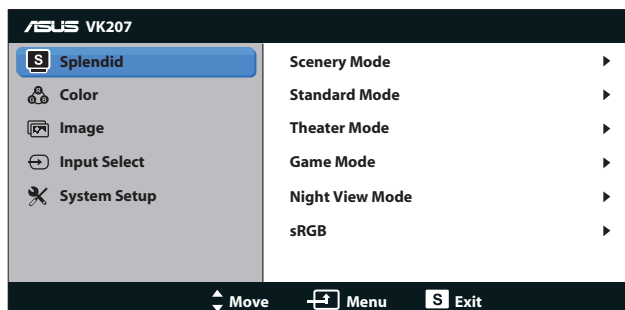 ASUS VK207
S Splendid
Color
Image
Input Select
System Setup
Scenery Mode
Standard Mode
Theater Mode
Game Mode
Night View Mode
sRGB
Move Menu S Exit